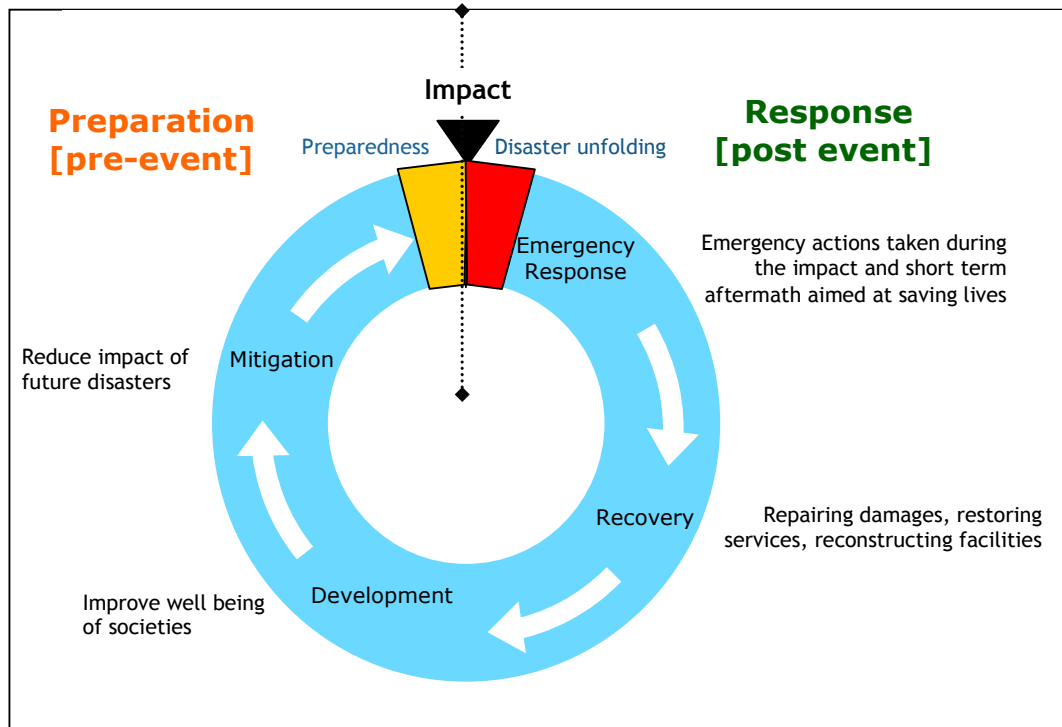 Impact
Preparation
[pre-event]
Response
[post event]
Preparedness
Disaster unfolding
Emergency
Response
Emergency actions taken during
the impact and short term
aftermath aimed at saving lives
Reduce impact of
future disasters
Mitigation
Recovery
Repairing damages, restoring
services, reconstructing facilities
Development
Improve well being
of societies